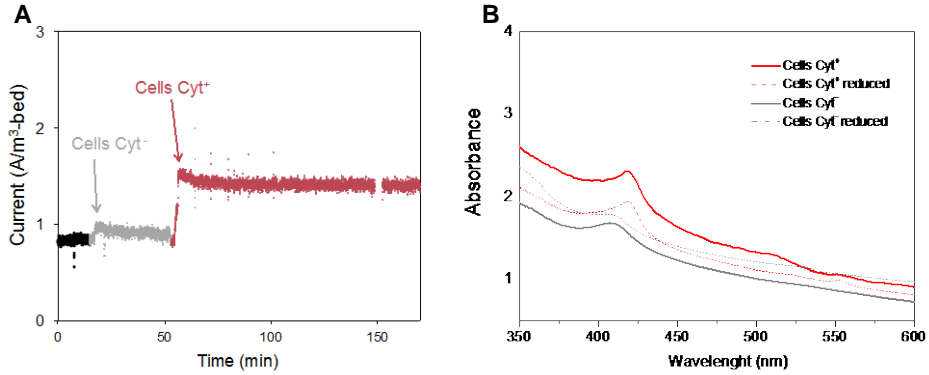 A
3
2
1
0
0
50
100
150
Current (A/m³-bed)
Time (min)
Cells Cyt⁻
Cells Cyt⁺
B
4
3
2
1
350
400
450
500
550
600
Absorbance
Wavelenght (nm)
Cells Cyt⁺
Cells Cyt⁺ reduced
Cells Cyt⁻
Cells Cyt⁻ reduced